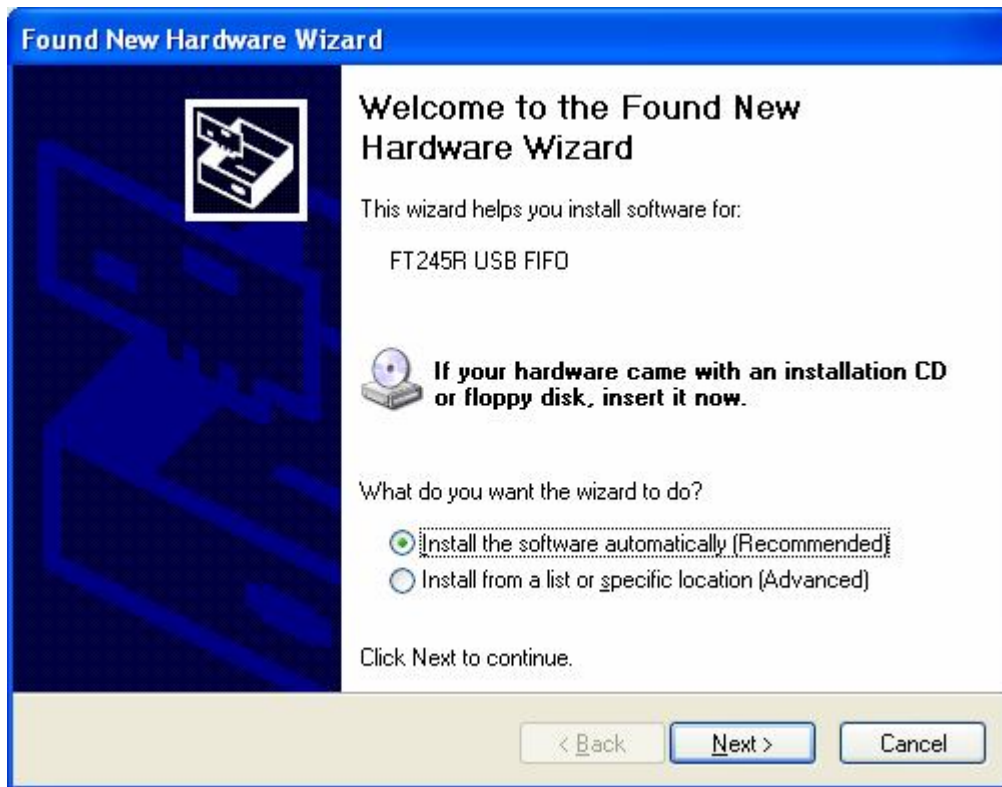 Found New Hardware Wizard
Welcome to the Found New
Hardware Wizard
This wizard helps you install software for:
FT245R USB FIFO
If your hardware came with an installation CD
or floppy disk, insert it now.
What do you want the wizard to do?
Install the software automatically (Recommended)
Install from a list or specific location (Advanced)
Click Next to continue.
< Back Next > Cancel